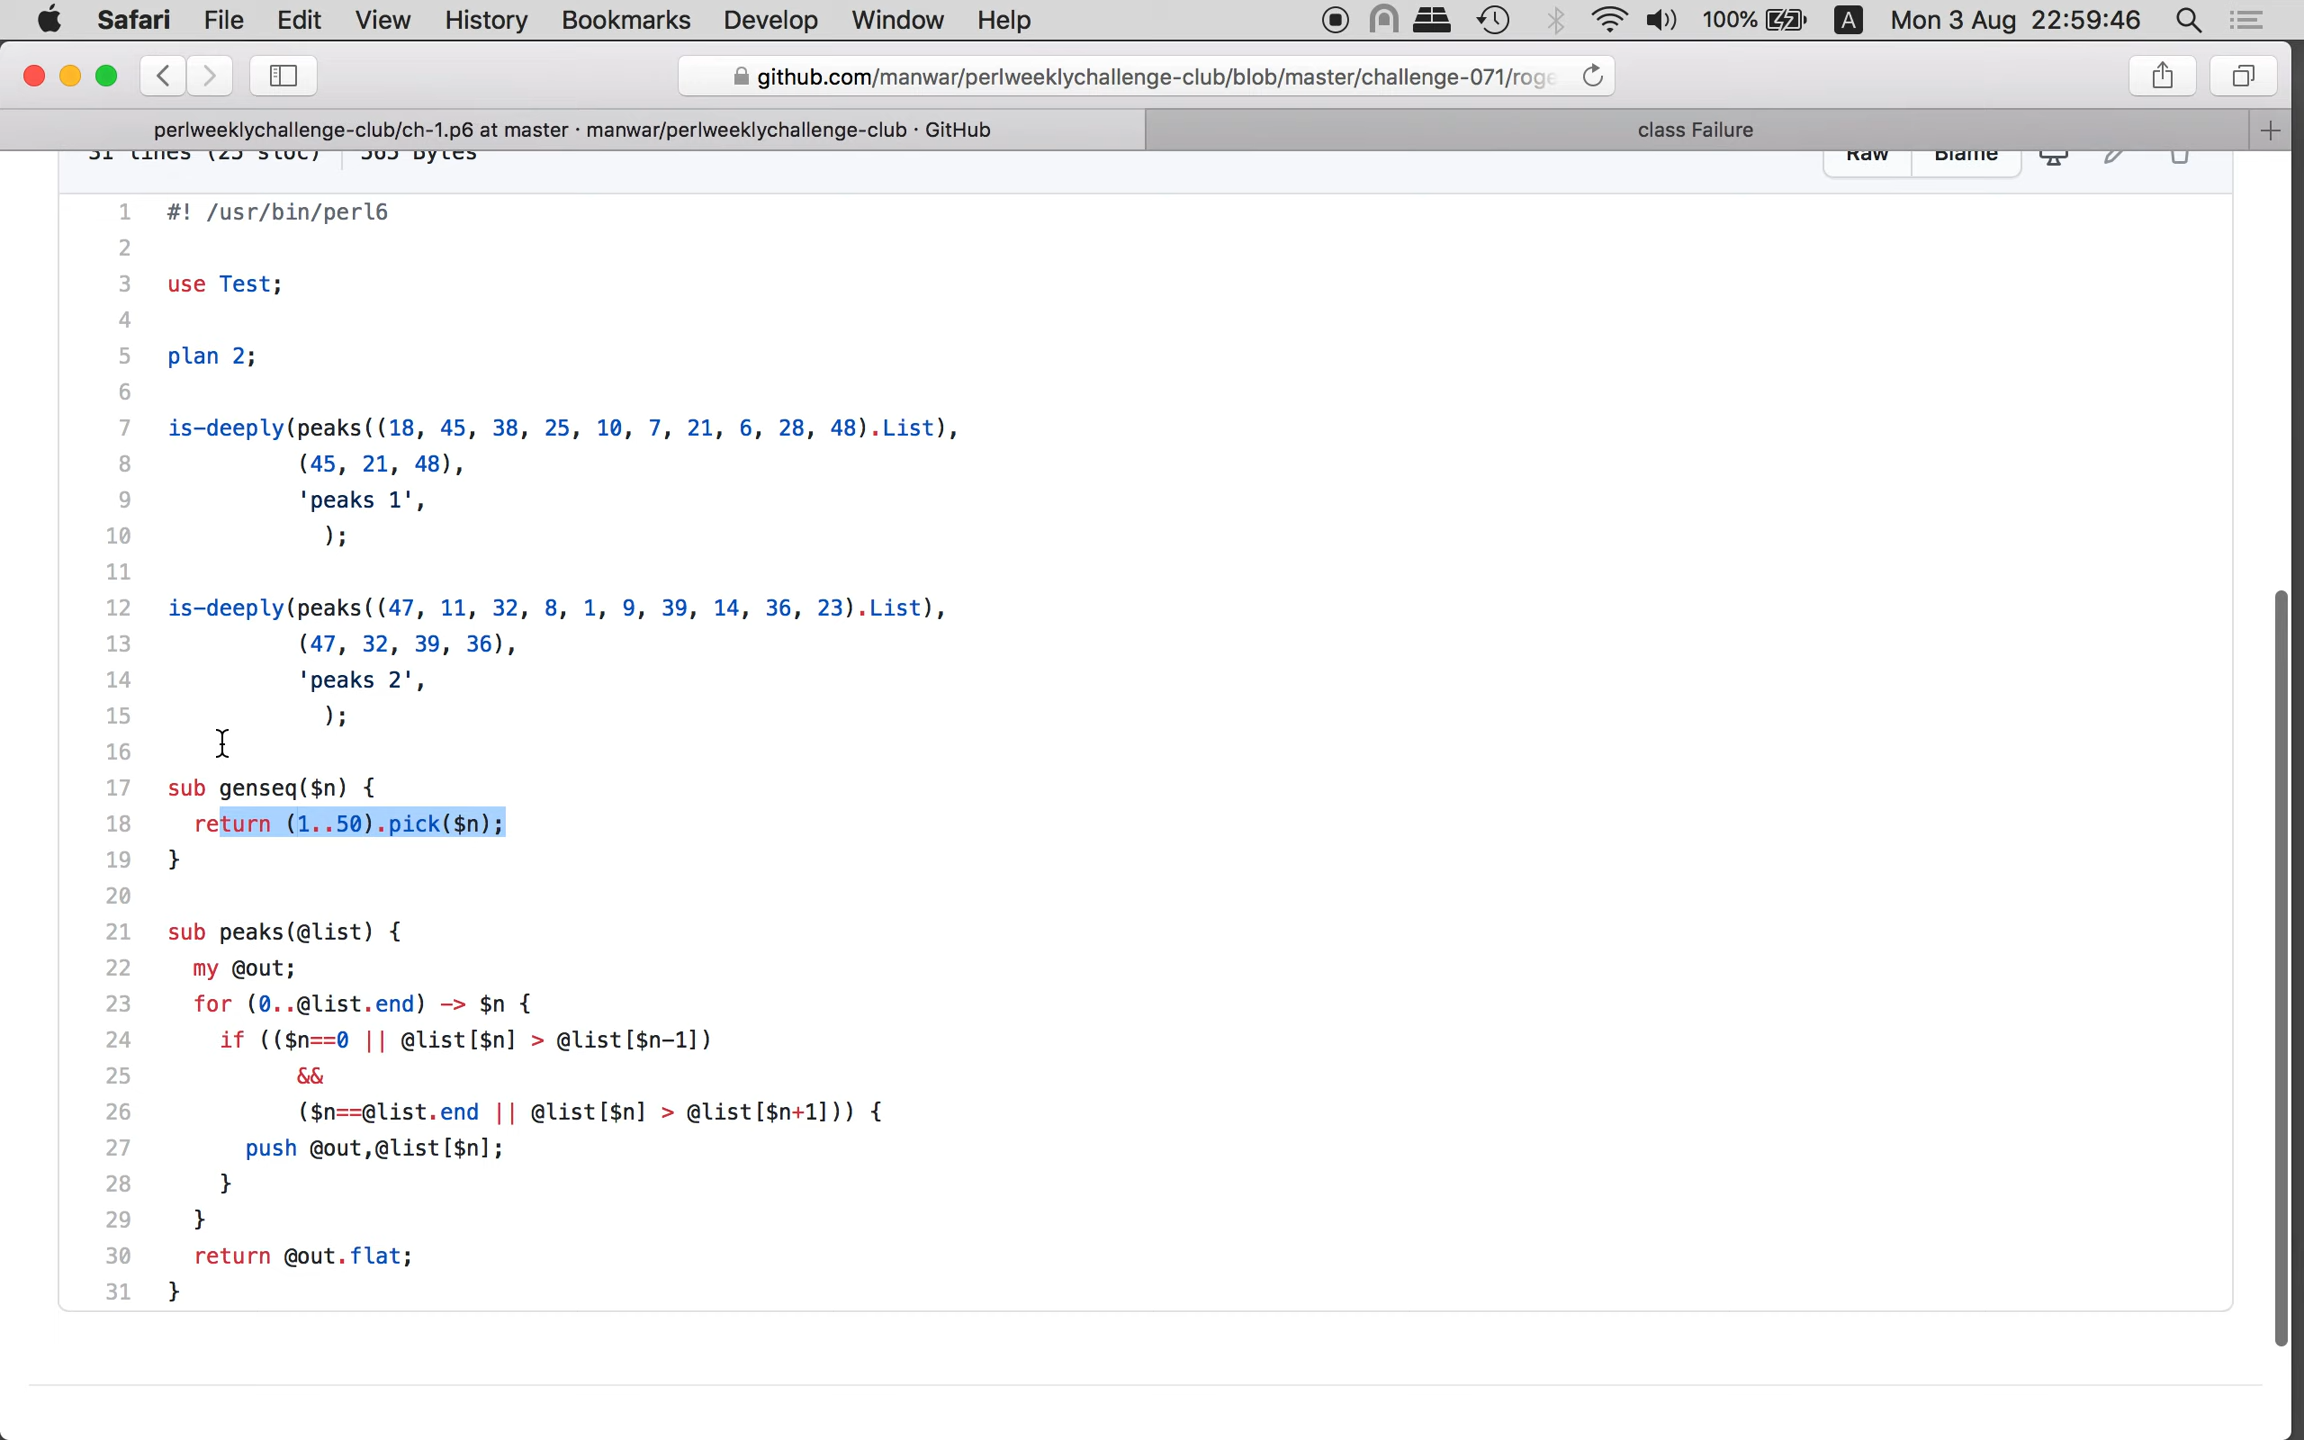 Safari File Edit View History Bookmarks Develop Window Help 100% A Mon 3 Aug 22:59:46
github.com/manwar/perlweeklychallenge-club/blob/master/challenge-071/roge
perlweeklychallenge-club/ch-1.p6 at master · manwar/perlweeklychallenge-club · GitHub class Failure
31 lines (25 sloc) 565 Bytes Raw Blame
1 #! /usr/bin/perl6
2
3 use Test;
4
5 plan 2;
6
7 is-deeply(peaks((18, 45, 38, 25, 10, 7, 21, 6, 28, 48).List),
8 (45, 21, 48),
9 'peaks 1',
10 );
11
12 is-deeply(peaks((47, 11, 32, 8, 1, 9, 39, 14, 36, 23).List),
13 (47, 32, 39, 36),
14 'peaks 2',
15 );
16
17 sub genseq($n) {
18 return (1..50).pick($n);
19 }
20
21 sub peaks(@list) {
22 my @out;
23 for (0..@list.end) -> $n {
24 if (($n==0 || @list[$n] > @list[$n-1])
25 &&
26 ($n==@list.end || @list[$n] > @list[$n+1])) {
27 push @out,@list[$n];
28 }
29 }
30 return @out.flat;
31 }